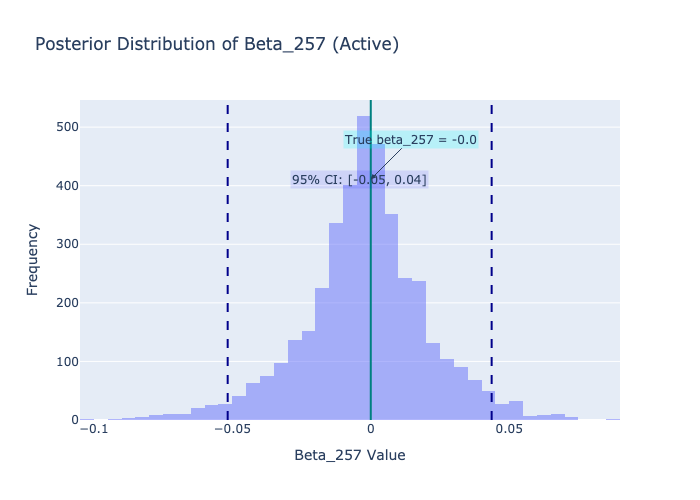 Posterior Distribution of Beta_257 (Active)
500
True beta_257 = -0.0
95% CI: [-0.05, 0.04]
400
300
200
100
0
Frequency
−0.1
−0.05
0
0.05
Beta_257 Value